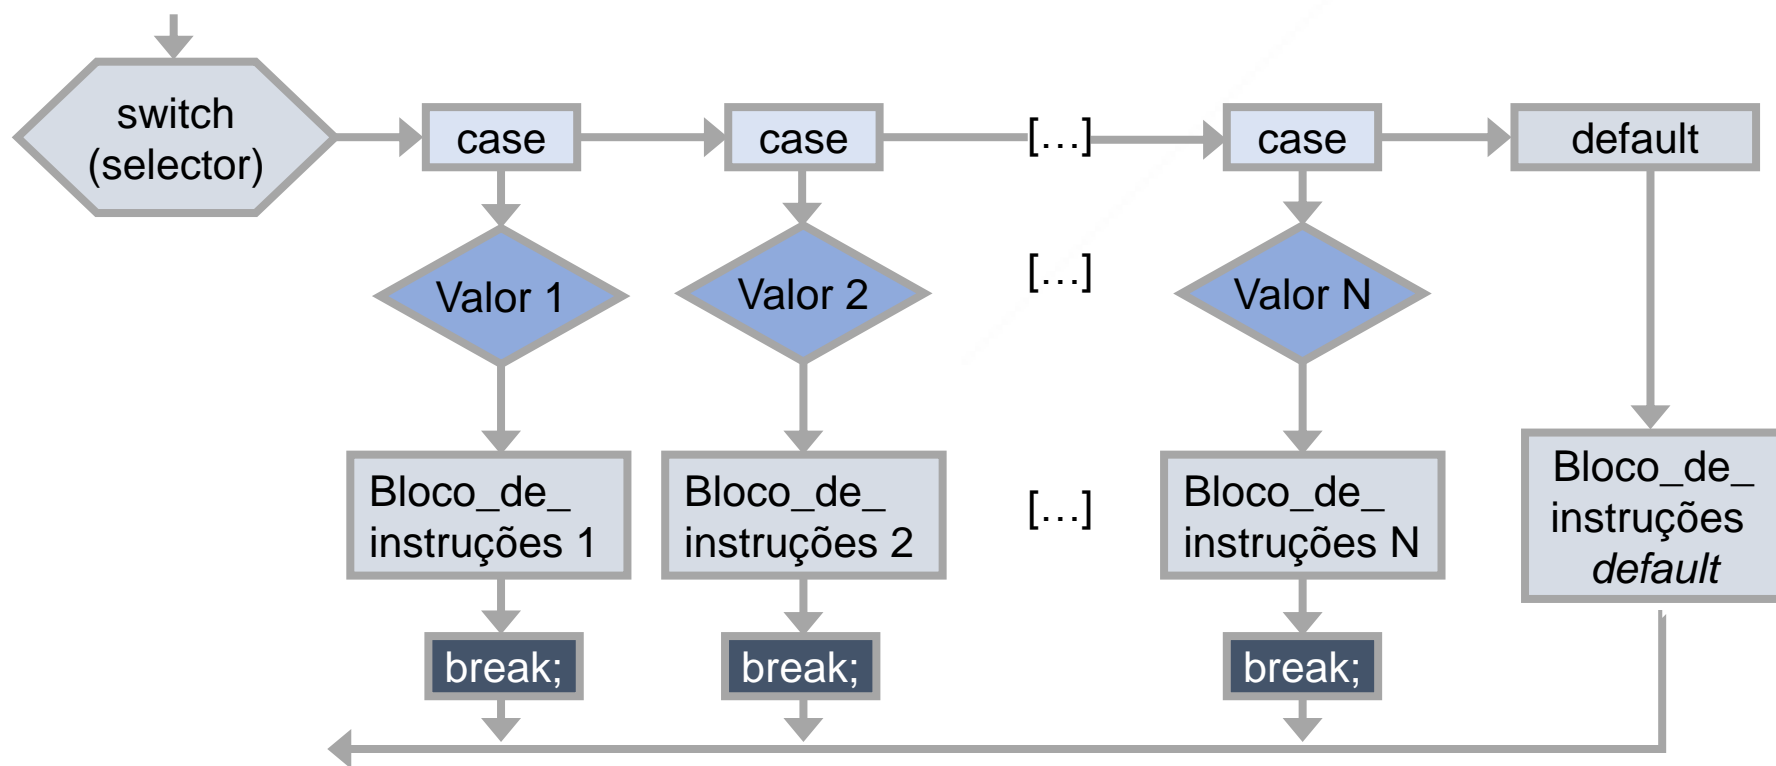 switch
(selector)
case
case
[…]
case
default
Valor 1
Valor 2
[…]
Valor N
Bloco_de_
instruções 1
Bloco_de_
instruções 2
[…]
Bloco_de_
instruções N
Bloco_de_
instruções
default
break;
break;
break;